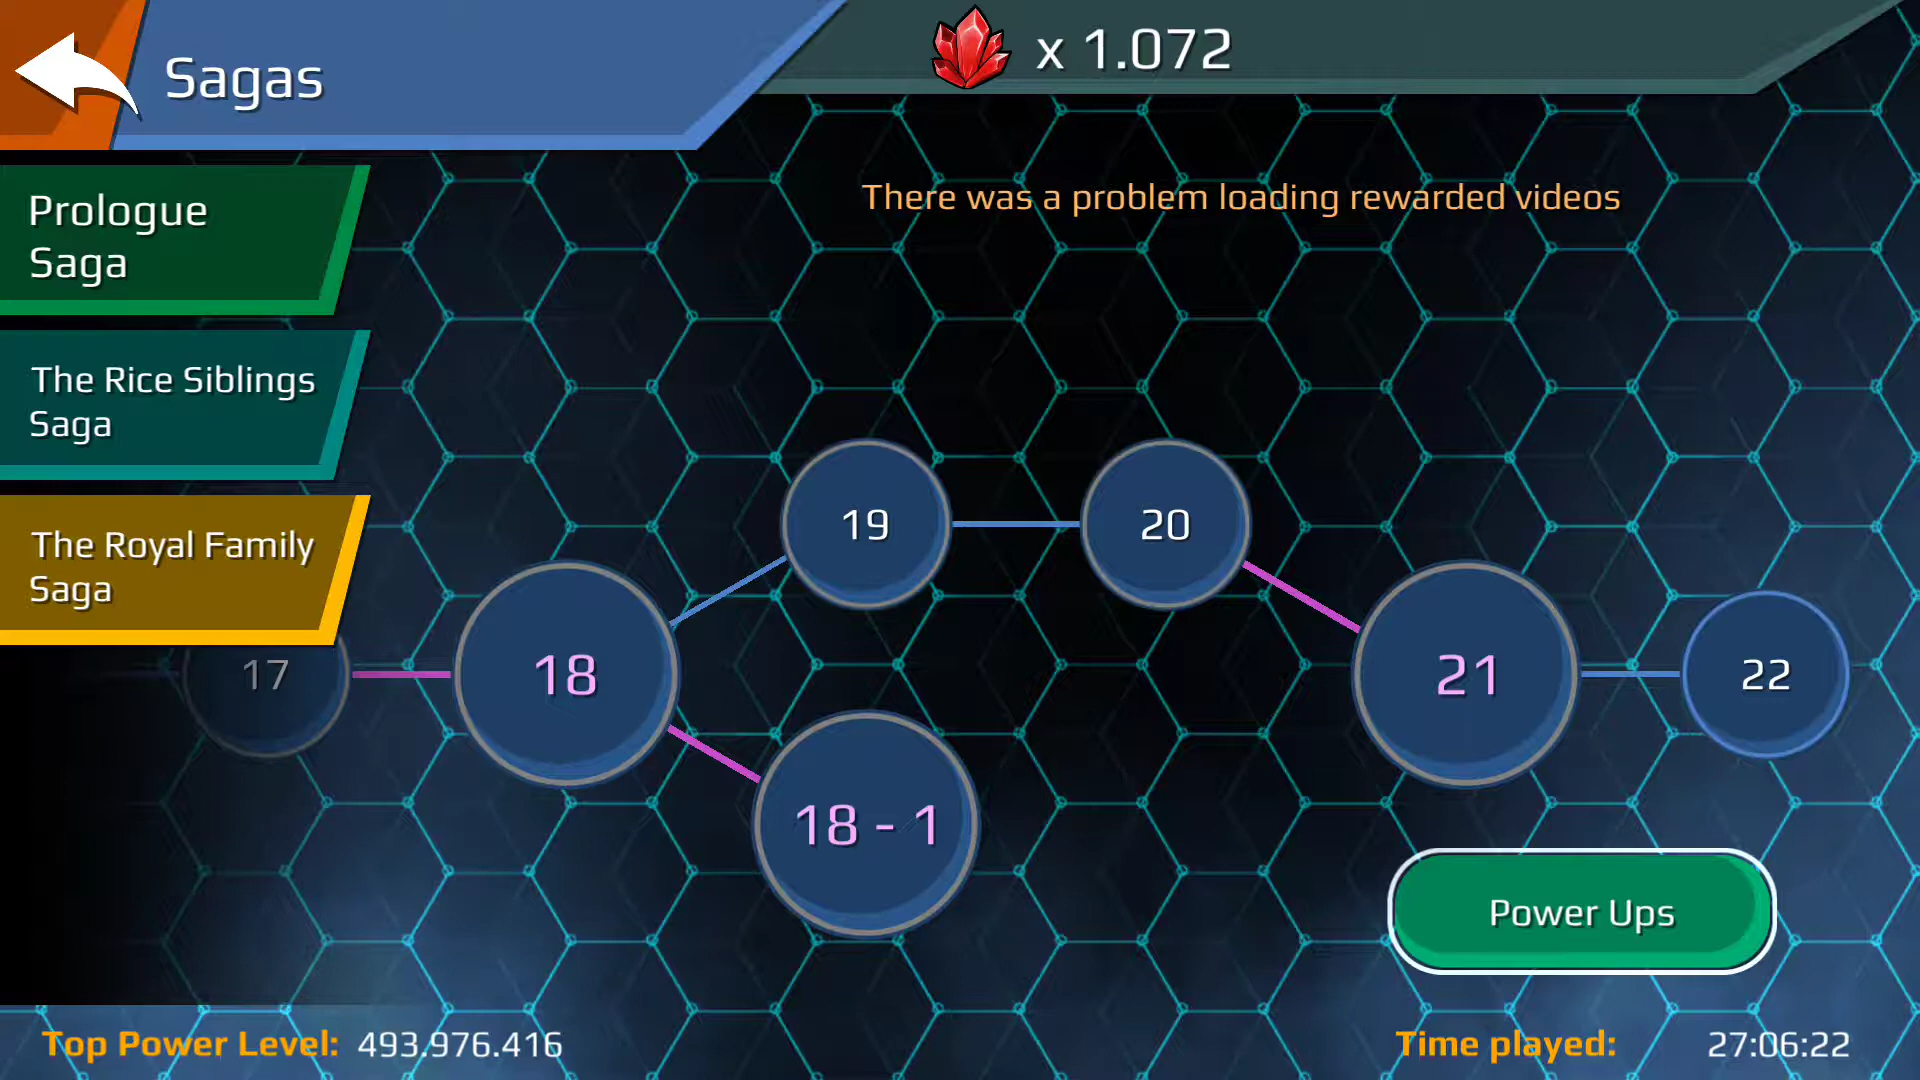 Sagas
x 1.072
Prologue
Saga
There was a problem loading rewarded videos
The Rice Siblings
Saga
The Royal Family
Saga
19
20
17
18
21
22
18 - 1
Power Ups
Top Power Level: 493.976.416
Time played: 27:06:22